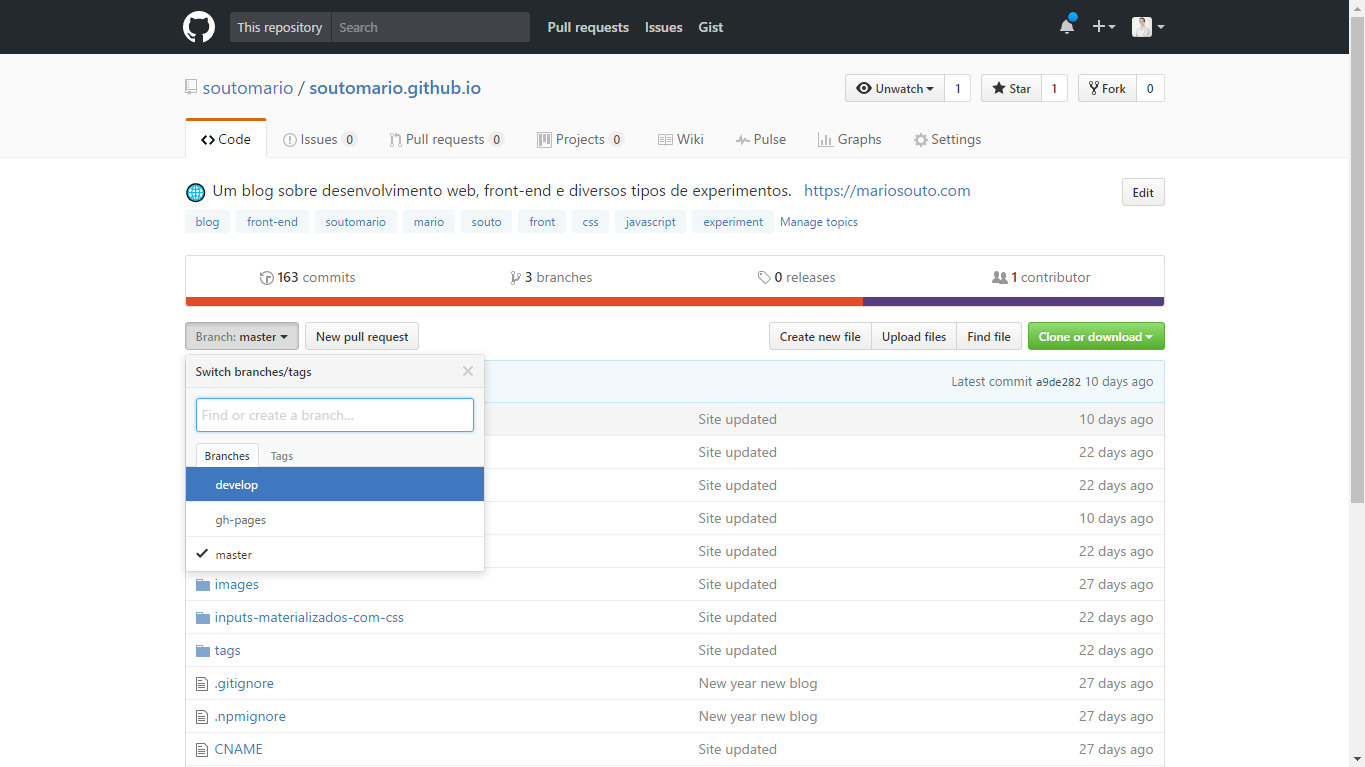 This repository Search Pull requests Issues Gist
soutomario / soutomario.github.io Unwatch 1 Star 1 Fork 0
Code Issues 0 Pull requests 0 Projects 0 Wiki Pulse Graphs Settings
Um blog sobre desenvolvimento web, front-end e diversos tipos de experimentos. https://mariosouto.com Edit
blog front-end soutomario mario souto front css javascript experiment Manage topics
163 commits 3 branches 0 releases 1 contributor
Branch: master New pull request Create new file Upload files Find file Clone or download
Switch branches/tags
Latest commit a9de282 10 days ago
Find or create a branch...
Site updated 10 days ago
Branches Tags
Site updated 22 days ago
develop
Site updated 22 days ago
gh-pages
Site updated 10 days ago
master
Site updated 22 days ago
images Site updated 27 days ago
inputs-materializados-com-css Site updated 22 days ago
tags Site updated 22 days ago
.gitignore New year new blog 27 days ago
.npmignore New year new blog 27 days ago
CNAME Site updated 27 days ago